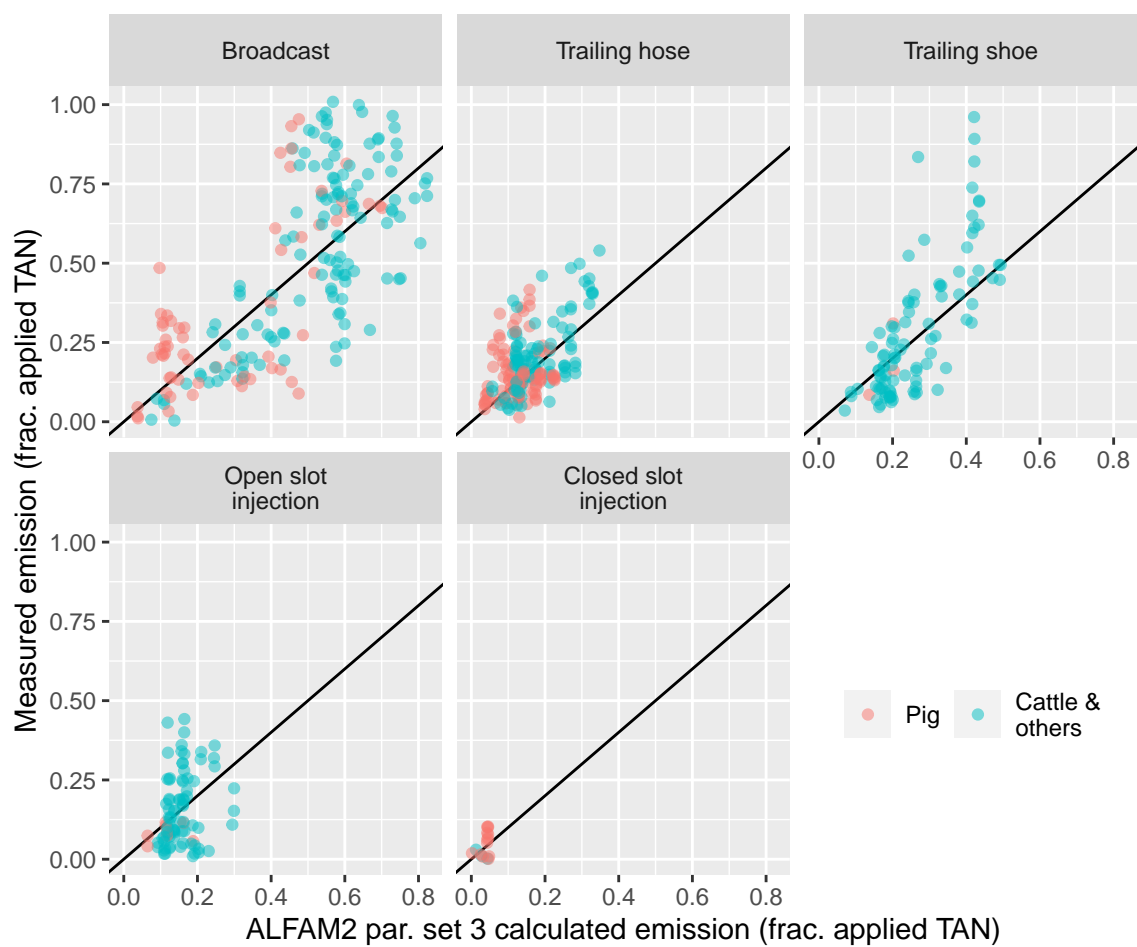 Broadcast
Trailing hose
Trailing shoe
1.00
0.75
0.50
0.25
0.00
0.0 0.2 0.4 0.6 0.8
Open slot
injection
Closed slot
injection
1.00
0.75
0.50
0.25
0.00
0.0 0.2 0.4 0.6 0.8
0.0 0.2 0.4 0.6 0.8
Measured emission (frac. applied TAN)
ALFAM2 par. set 3 calculated emission (frac. applied TAN)
Pig
Cattle &
others